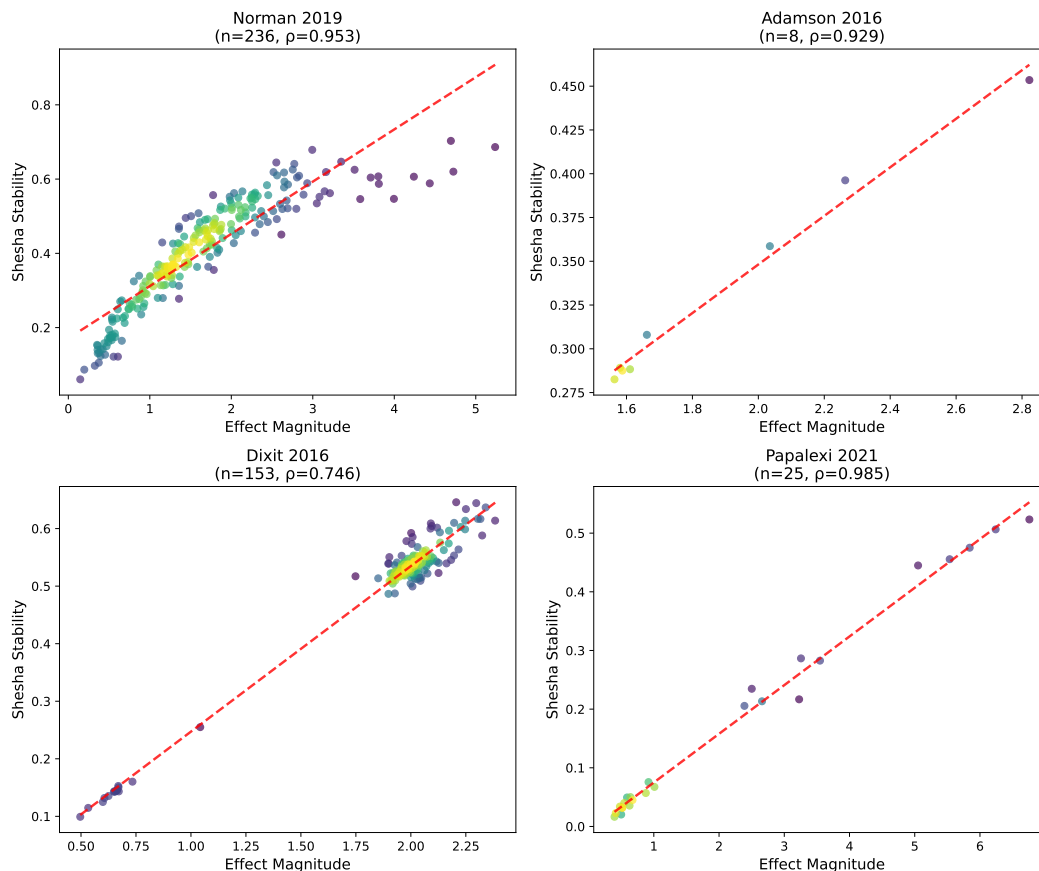 Norman 2019
(n=236, ρ=0.953)
Shesha Stability
0.8
0.6
0.4
0.2
0 1 2 3 4 5
Effect Magnitude
Adamson 2016
(n=8, ρ=0.929)
Shesha Stability
0.450
0.425
0.400
0.375
0.350
0.325
0.300
0.275
1.6 1.8 2.0 2.2 2.4 2.6 2.8
Effect Magnitude
Dixit 2016
(n=153, ρ=0.746)
Shesha Stability
0.6
0.5
0.4
0.3
0.2
0.1
0.50 0.75 1.00 1.25 1.50 1.75 2.00 2.25
Effect Magnitude
Papalexi 2021
(n=25, ρ=0.985)
Shesha Stability
0.5
0.4
0.3
0.2
0.1
0.0
1 2 3 4 5 6
Effect Magnitude